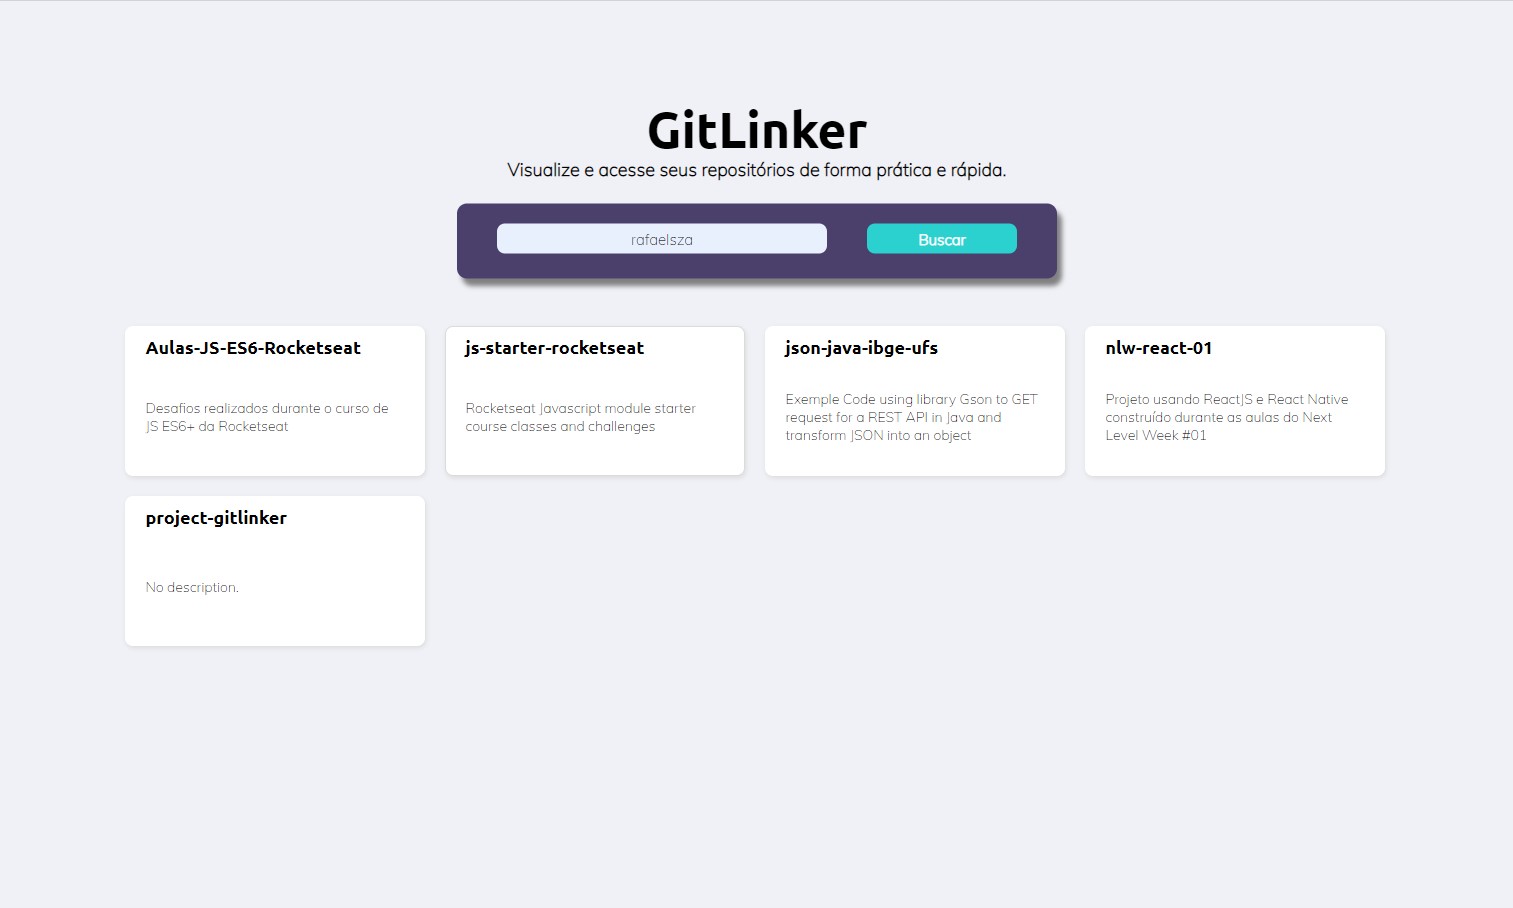 GitLinker
Visualize e acesse seus repositórios de forma prática e rápida.
rafaelsza
Buscar
Aulas-JS-ES6-Rocketseat
Desafios realizados durante o curso de
JS ES6+ da Rocketseat
js-starter-rocketseat
Rocketseat Javascript module starter
course classes and challenges
json-java-ibge-ufs
Exemple Code using library Gson to GET
request for a REST API in Java and
transform JSON into an object
nlw-react-01
Projeto usando ReactJS e React Native
construído durante as aulas do Next
Level Week #01
project-gitlinker
No description.